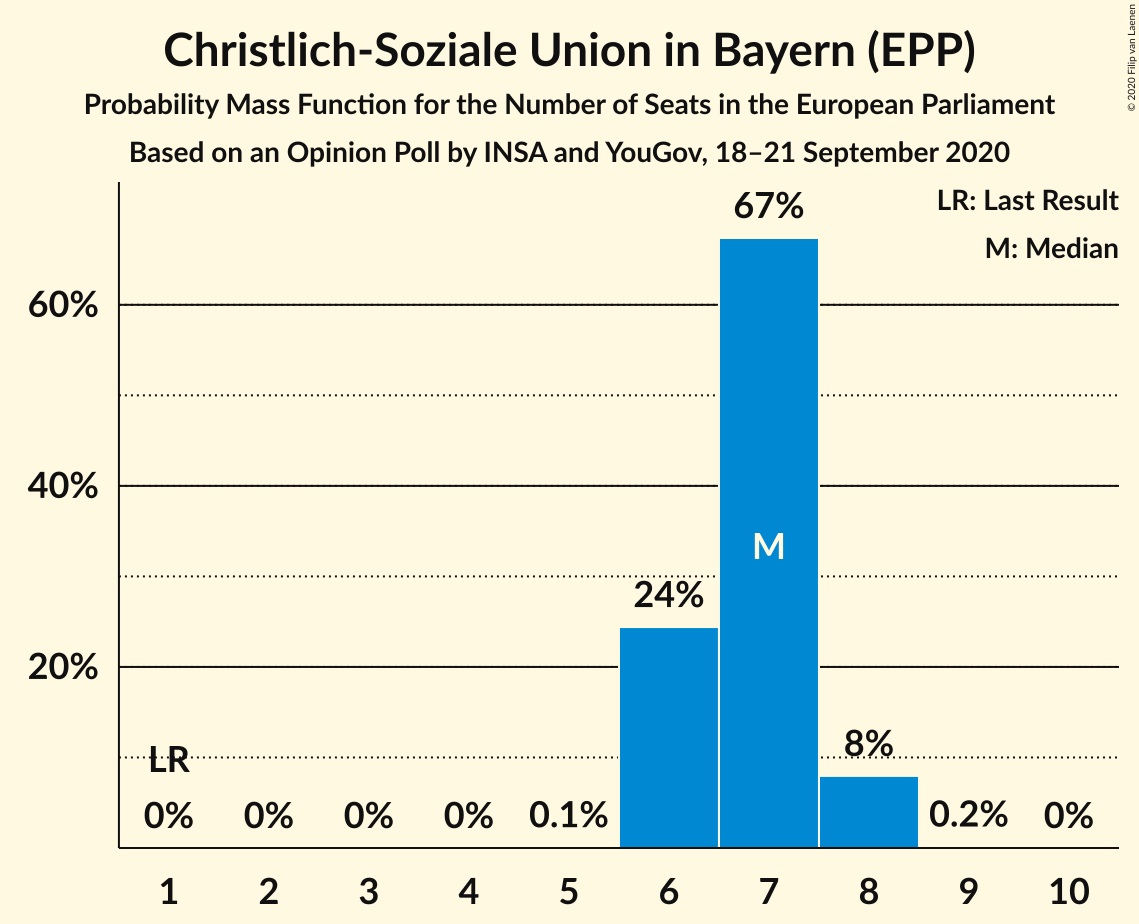 Christlich-Soziale Union in Bayern (EPP)
Probability Mass Function for the Number of Seats in the European Parliament
Based on an Opinion Poll by INSA and YouGov, 18–21 September 2020
© 2020 Filip van Laenen
LR: Last Result
M: Median
67%
60%
40%
M
24%
20%
8%
LR
0% 0% 0% 0% 0.1% 0.2% 0%
1 2 3 4 5 6 7 8 9 10